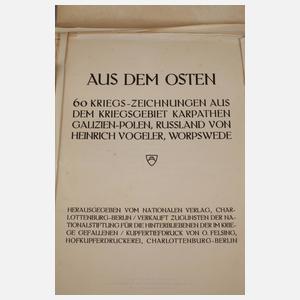 AUS DEM OSTEN
60 KRIEGS-ZEICHNUNGEN AUS
DEM KRIEGSGEBIET KARPATHEN
GALIZIEN-POLEN, RUSSLAND VON
HEINRICH VOGELER, WORPSWEDE
HERAUSGEGEBEN VOM NATIONALEN VERLAG, CHAR-
LOTTENBURG-BERLIN / VERKAUFT ZUGUNSTEN DER NA-
TIONALSTIFTUNG FÜR DIE HINTERBLIEBENEN DER IM KRIE-
GE GEFALLENEN / KUPFERTIEFDRUCK VON O. FELSING,
HOFKUPFERDRUCKEREI, CHARLOTTENBURG-BERLIN